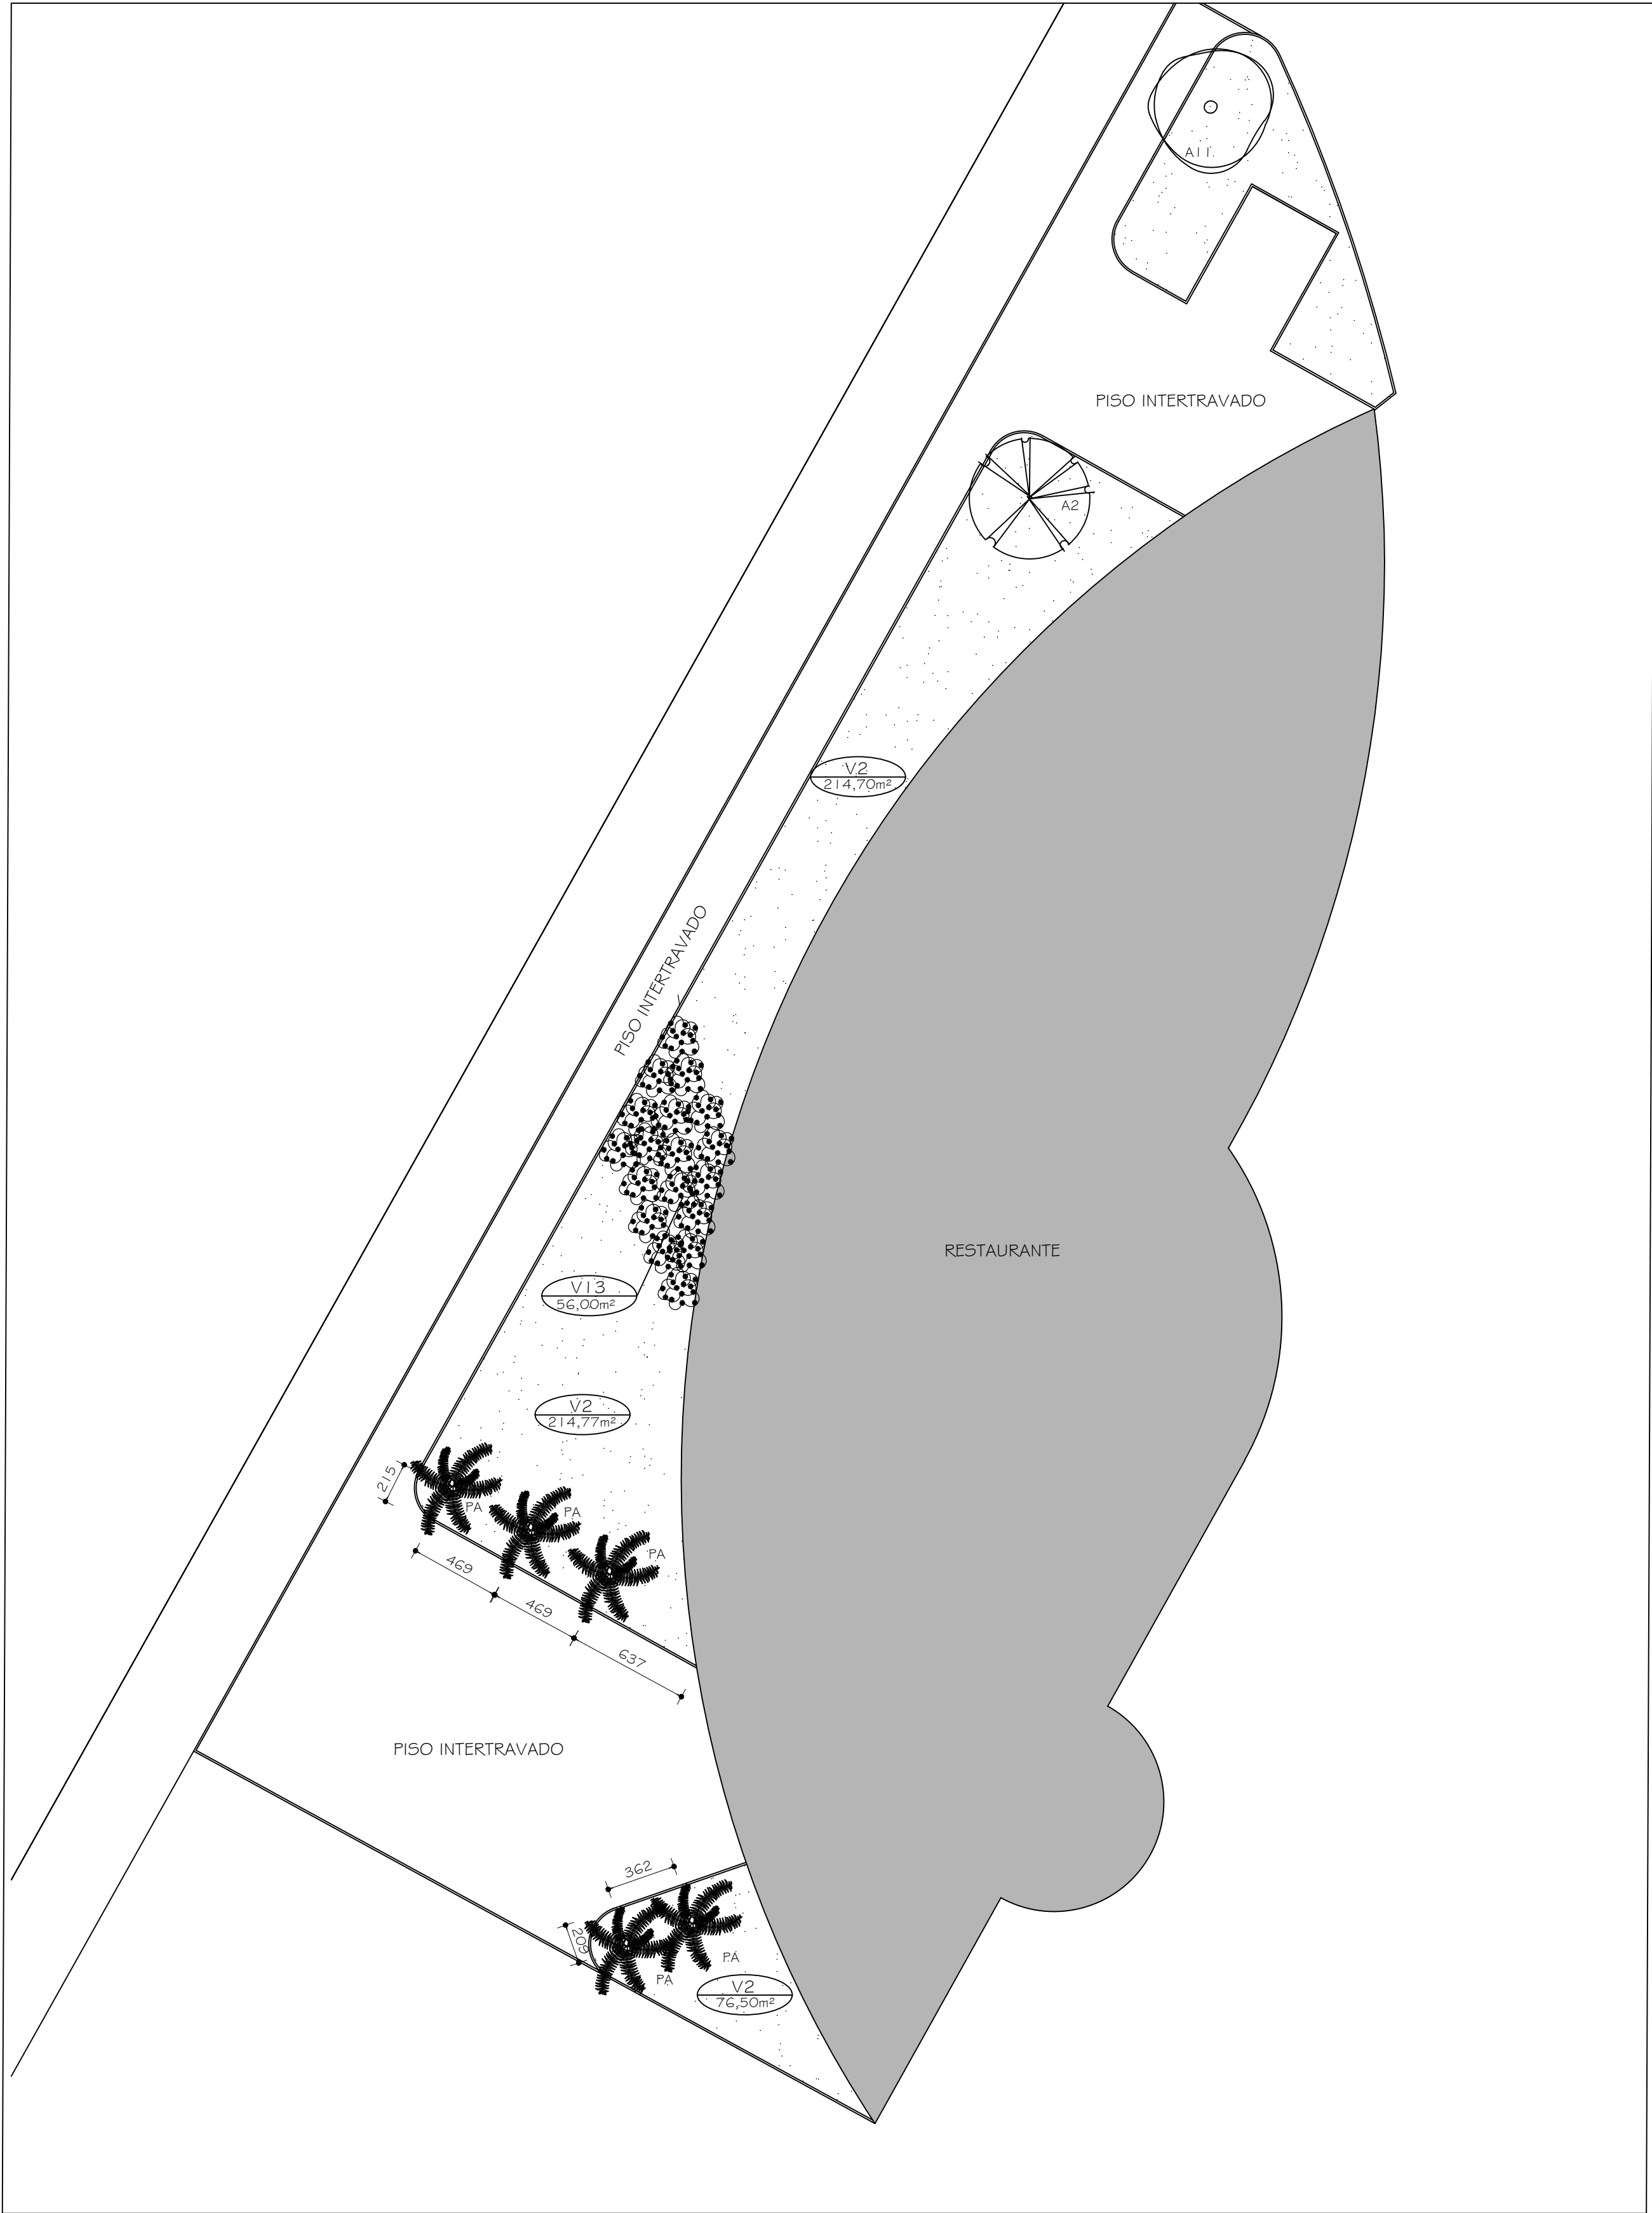 A11
PISO INTERTRAVADO
A2
V2
214,70m²
PISO INTERTRAVADO
RESTAURANTE
V13
56,00m²
V2
214,77m²
215
PA
PA
PA
469
469
637
PISO INTERTRAVADO
362
209
PA
PA
V2
76,50m²